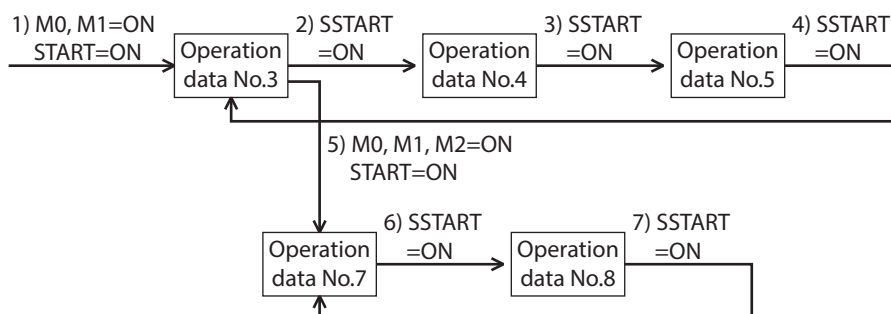 1) M0, M1=ON
START=ON
Operation
data No.3
2) SSTART
=ON
Operation
data No.4
3) SSTART
=ON
Operation
data No.5
4) SSTART
=ON
5) M0, M1, M2=ON
START=ON
Operation
data No.7
6) SSTART
=ON
Operation
data No.8
7) SSTART
=ON